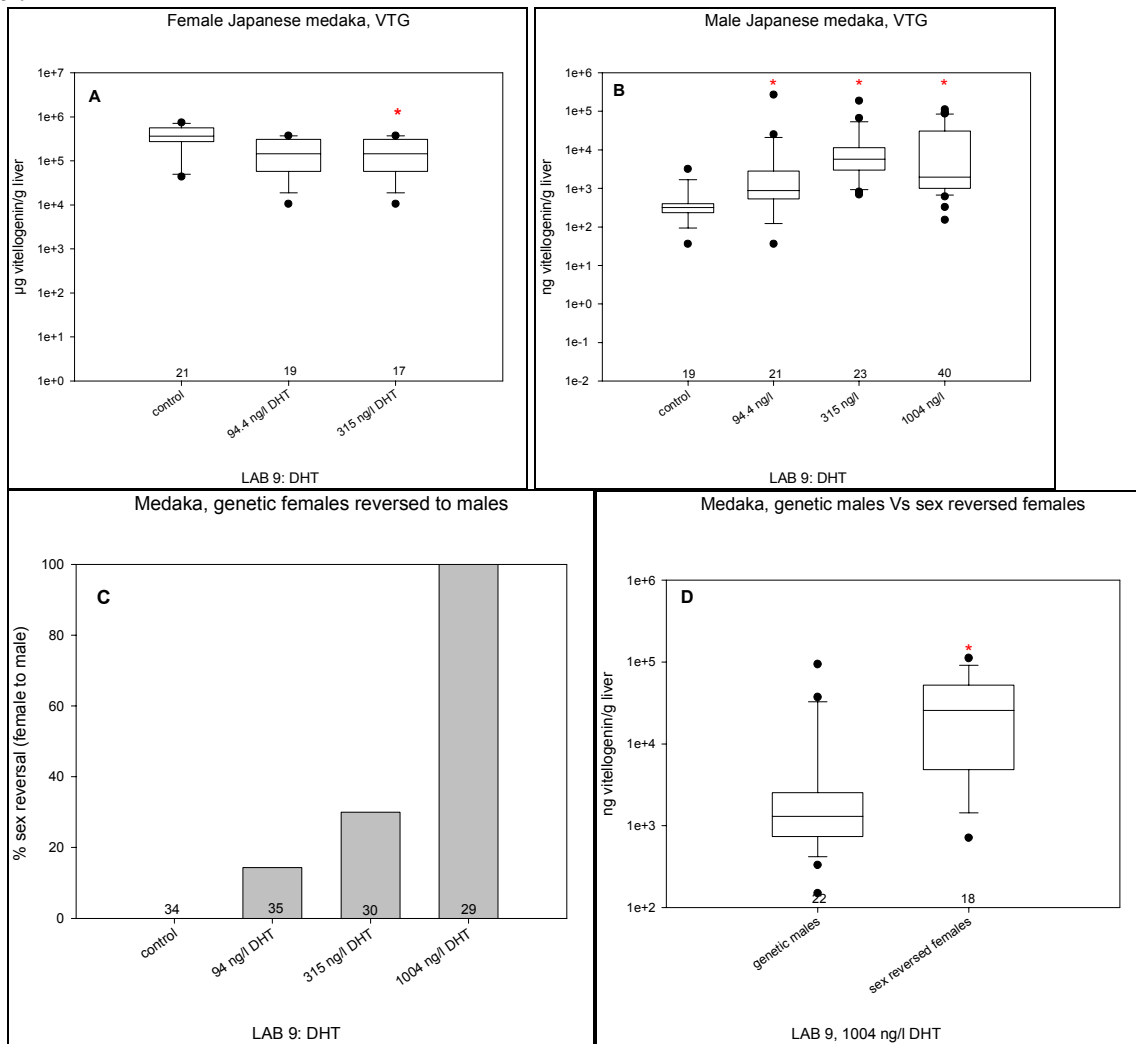 Female Japanese medaka, VTG
A
*
1e+7
1e+6
1e+5
1e+4
1e+3
1e+2
1e+1
1e+0
µg vitellogenin/g liver
21
19
17
control
94.4 ng/l DHT
315 ng/l DHT
LAB 9: DHT
Male Japanese medaka, VTG
B
* * *
1e+6
1e+5
1e+4
1e+3
1e+2
1e+1
1e+0
1e-1
1e-2
ng vitellogenin/g liver
19
21
23
40
control
94.4 ng/l
315 ng/l
1004 ng/l
LAB 9: DHT
Medaka, genetic females reversed to males
C
100
80
60
40
20
0
% sex reversal (female to male)
34
35
30
29
control
94 ng/l DHT
315 ng/l DHT
1004 ng/l DHT
LAB 9: DHT
Medaka, genetic males Vs sex reversed females
D
*
1e+6
1e+5
1e+4
1e+3
1e+2
ng vitellogenin/g liver
22
18
genetic males
sex reversed females
LAB 9, 1004 ng/l DHT